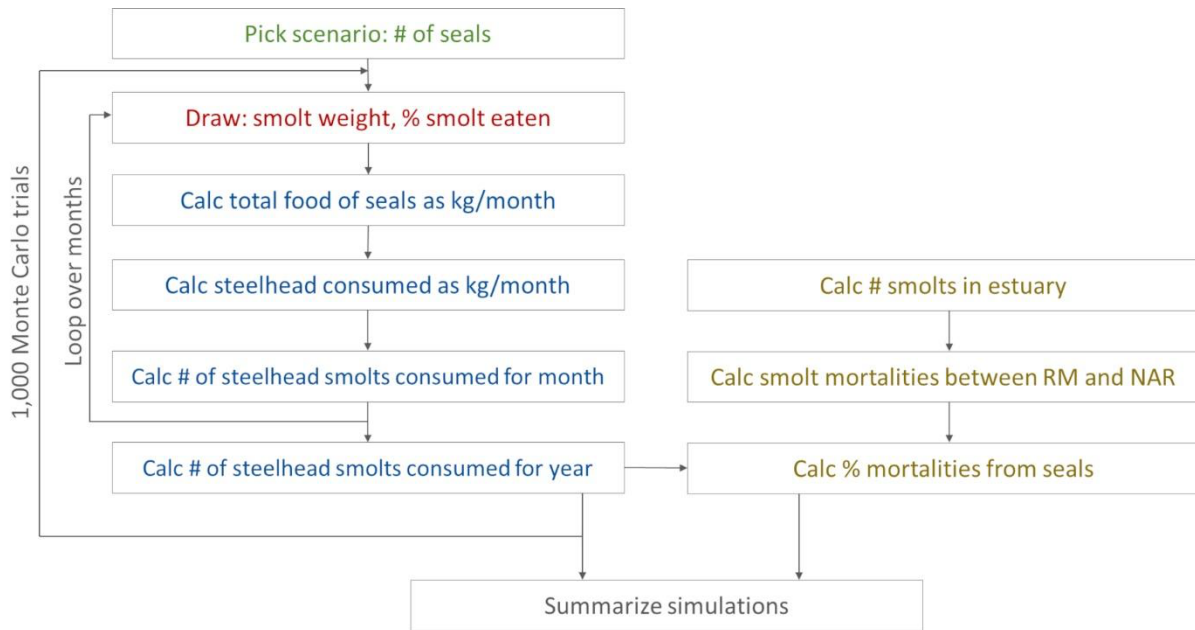 Pick scenario: # of seals
Draw: smolt weight, % smolt eaten
Calc total food of seals as kg/month
Calc steelhead consumed as kg/month
Calc # of steelhead smolts consumed for month
Calc # of steelhead smolts consumed for year
1,000 Monte Carlo trials
Loop over months
Calc # smolts in estuary
Calc smolt mortalities between RM and NAR
Calc % mortalities from seals
Summarize simulations